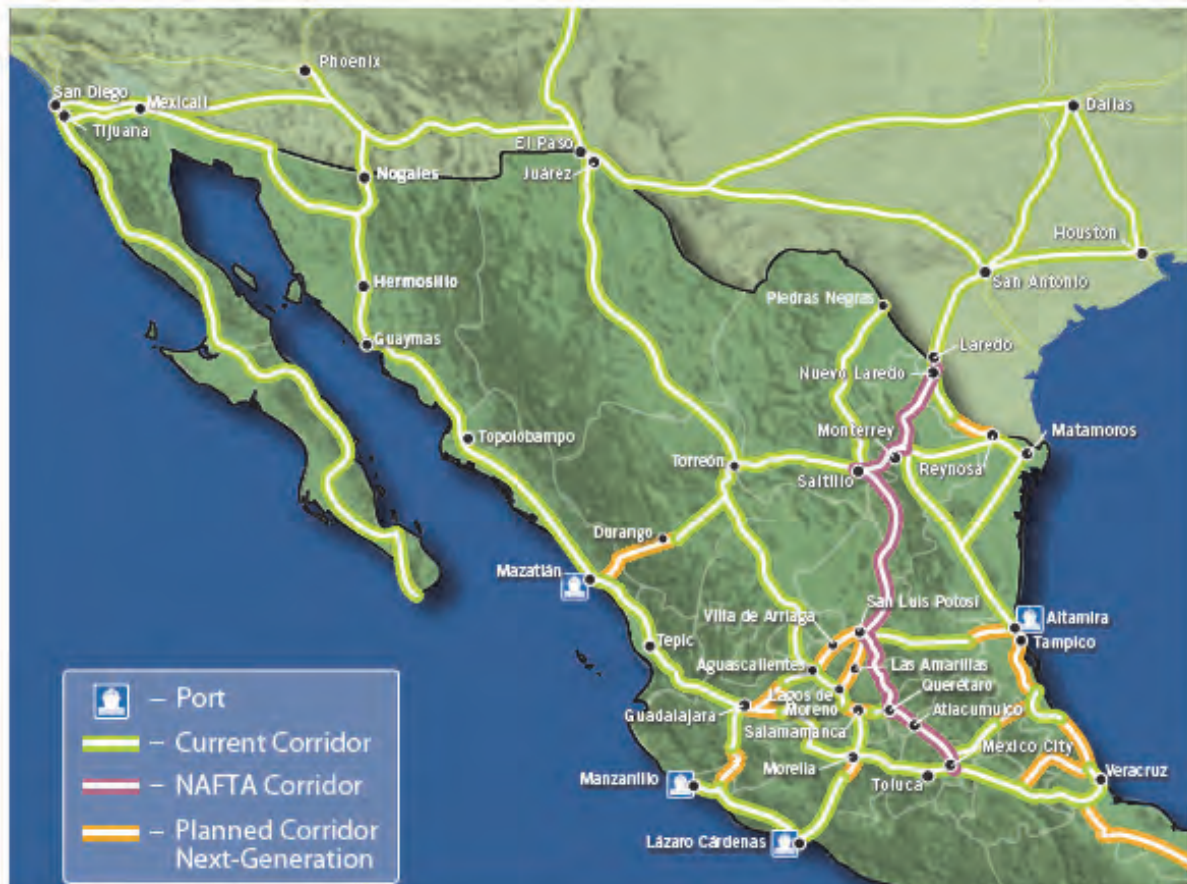 Phoenix
San Diego
Mexicali
Tijuana
Dallas
El Paso
Juárez
Nogales
Houston
San Antonio
Hermosillo
Piedras Negras
Guaymas
Laredo
Nuevo Laredo
Topolobampo
Monterrey
Matamoros
Torreón
Reynosa
Saltillo
Durango
Mazatlán
San Luis Potosi
Villa de Arriaga
Altamira
Tampico
Tepic
Aguascalientes
Las Amarillas
Querétaro
Lagos de
Moreno
Guadalajara
Atlacumulco
Salamamanca
Mexico City
Morelia
Toluca
Veracruz
Manzanillo
Lázaro Cárdenas
– Port
– Current Corridor
– NAFTA Corridor
– Planned Corridor
Next-Generation